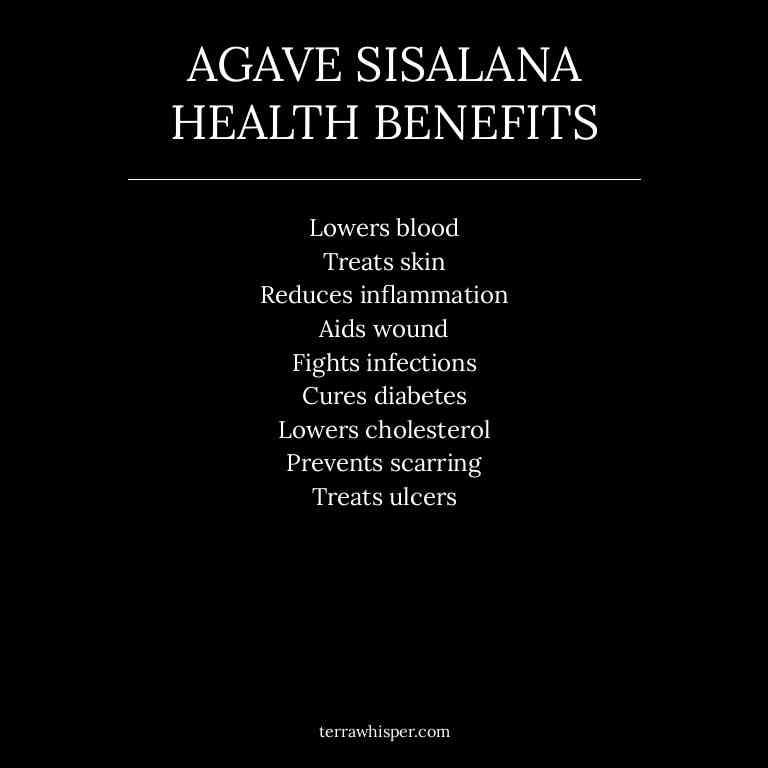 AGAVE SISALANA
HEALTH BENEFITS
Lowers blood
Treats skin
Reduces inflammation
Aids wound
Fights infections
Cures diabetes
Lowers cholesterol
Prevents scarring
Treats ulcers
terrawhisper.com